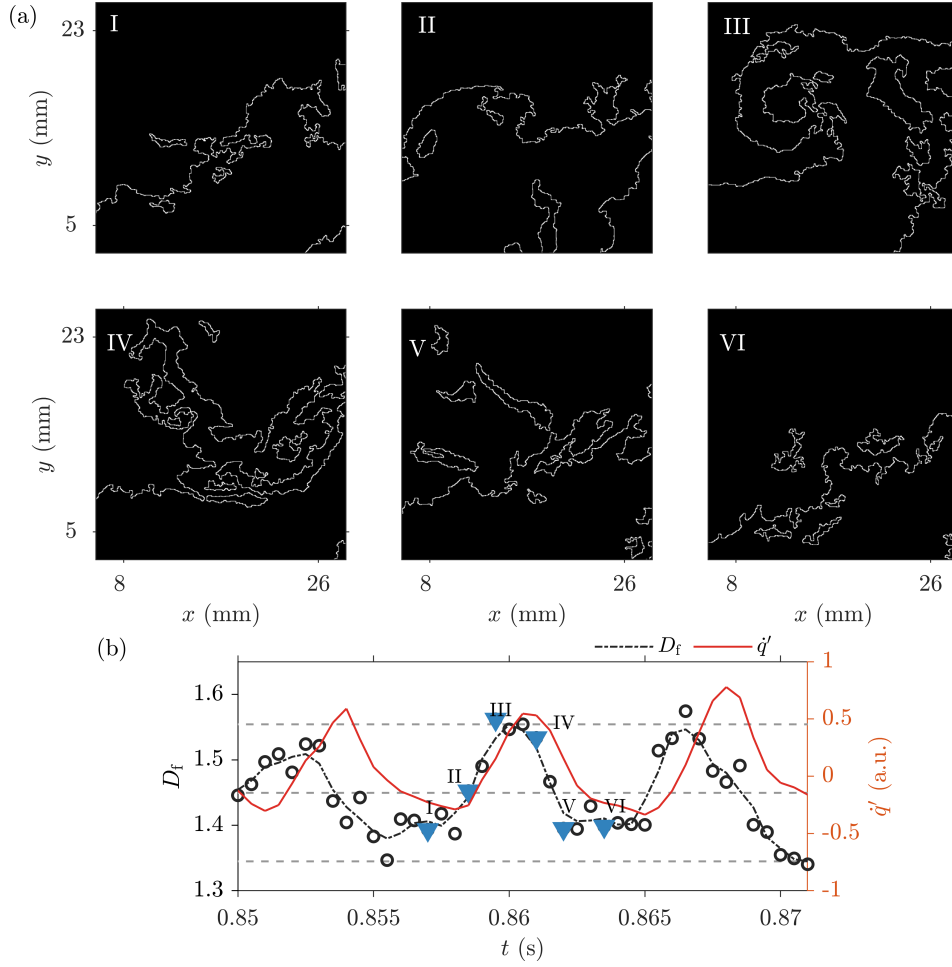 (a)
I
II
III
23
y (mm)
5
IV
V
VI
23
y (mm)
5
8
26
8
26
8
26
x (mm)
x (mm)
x (mm)
(b)
D_f
q̇′
1
1.6
III
IV
0.5
1.5
D_f
II
0
q̇′ (a.u.)
1.4
I
V
VI
-0.5
1.3
-1
0.85
0.855
0.86
0.865
0.87
t (s)